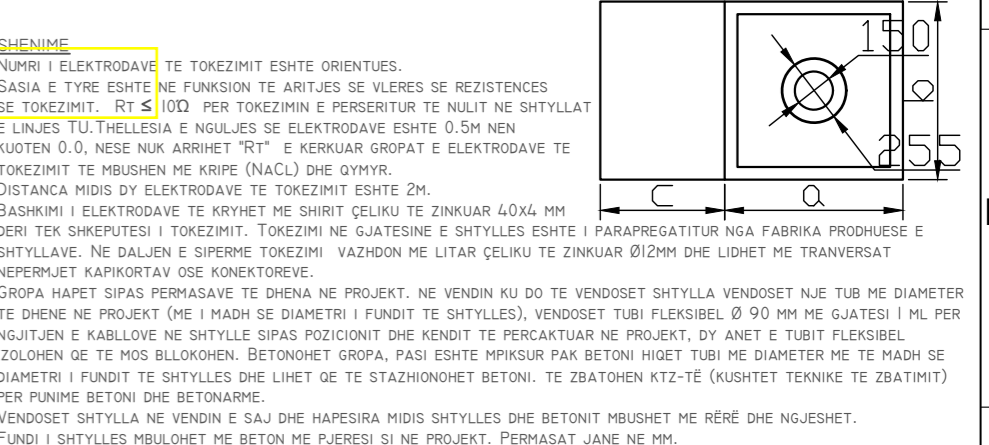 SHENIME
NUMRI I ELEKTRODAVE TE TOKEZIMIT ESHTE ORIENTUES.
SASIA E TYRE ESHTE NE FUNKSION TE ARITJES SE VLERES SE REZISTENCES
SE TOKEZIMIT. RT ≤ 10Ω PER TOKEZIMIN E PERSERITUR TE NULIT NE SHTYLLAT
E LINJES TU.THELLESIA E NGULJES SE ELEKTRODAVE ESHTE 0.5M NEN
KUOTEN 0.0, NESE NUK ARRIHET "RT" E KERKUAR GROPAT E ELEKTRODAVE TE
TOKEZIMIT TE MBUSHEN ME KRIPE (NACL) DHE QYMYR.
DISTANCA MIDIS DY ELEKTRODAVE TE TOKEZIMIT ESHTE 2M.
BASHKIMI I ELEKTRODAVE TE KRYHET ME SHIRIT ÇELIKU TE ZINKUAR 40X4 MM
DERI TEK SHKEPUTESI I TOKEZIMIT. TOKEZIMI NE GJATESINE E SHTYLLES ESHTE I PARAPREGATITUR NGA FABRIKA PRODHUESE E
SHTYLLAVE. NE DALJEN E SIPERME TOKEZIMI VAZHDON ME LITAR ÇELIKU TE ZINKUAR Ø12MM DHE LIDHET ME TRANVERSAT
NEPERMJET KAPIKORTAV OSE KONEKTOREVE.
GROPA HAPET SIPAS PERMASAVE TE DHENA NE PROJEKT. NE VENDIN KU DO TE VENDOSET SHTYLLA VENDOSET NJE TUB ME DIAMETER
TE DHENE NE PROJEKT (ME I MADH SE DIAMETRI I FUNDIT TE SHTYLLES), VENDOSET TUBI FLEKSIBEL Ø 90 MM ME GJATESI 1 ML PER
NGJITJEN E KABLLOVE NE SHTYLLE SIPAS POZICIONIT DHE KENDIT TE PERCAKTUAR NE PROJEKT, DY ANET E TUBIT FLEKSIBEL
IZOLOHEN QE TE MOS BLLOKOHEN. BETONOHET GROPA, PASI ESHTE MPIKSUR PAK BETONI HIQET TUBI ME DIAMETER ME TE MADH SE
DIAMETRI I FUNDIT TE SHTYLLES DHE LIHET QE TE STAZHIONOHET BETONI. TE ZBATOHEN KTZ-TË (KUSHTET TEKNIKE TE ZBATIMIT)
PER PUNIME BETONI DHE BETONARME.
VENDOSET SHTYLLA NE VENDIN E SAJ DHE HAPESIRA MIDIS SHTYLLES DHE BETONIT MBUSHET ME RËRË DHE NGJESHET.
FUNDI I SHTYLLES MBULOHET ME BETON ME PJERESI SI NE PROJEKT. PERMASAT JANE NE MM.
150
b
255
c
a